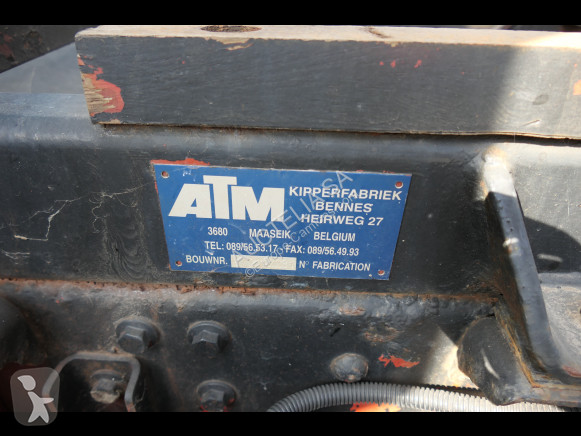 ATM
KIPPERFABRIEK
BENNES
HEIRWEG 27
3680 MAASEIK BELGIUM
TEL: 089/56.53.17 FAX: 089/56.49.93
BOUWNR. N° FABRICATION